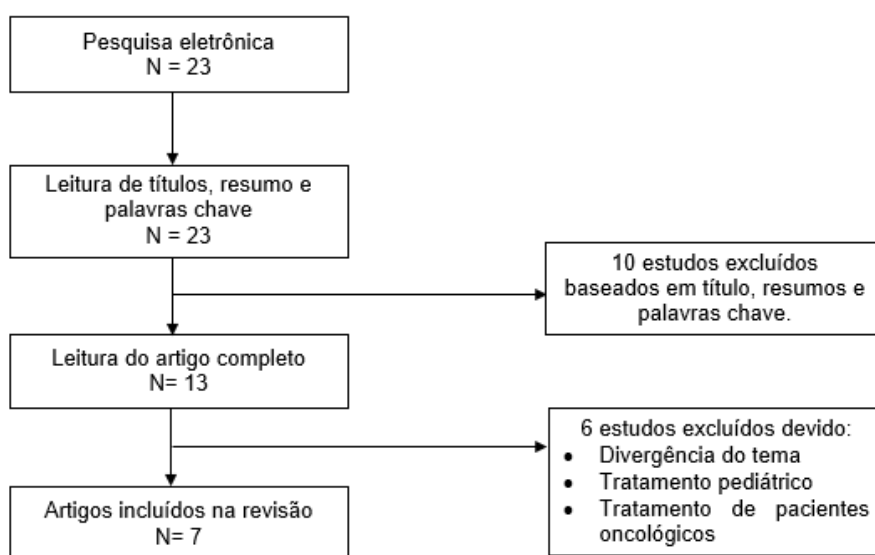 Pesquisa eletrônica
N = 23
Leitura de títulos, resumo e
palavras chave
N = 23
10 estudos excluídos
baseados em título, resumos e
palavras chave.
Leitura do artigo completo
N= 13
6 estudos excluídos devido:
• Divergência do tema
• Tratamento pediátrico
• Tratamento de pacientes
oncológicos
Artigos incluídos na revisão
N= 7